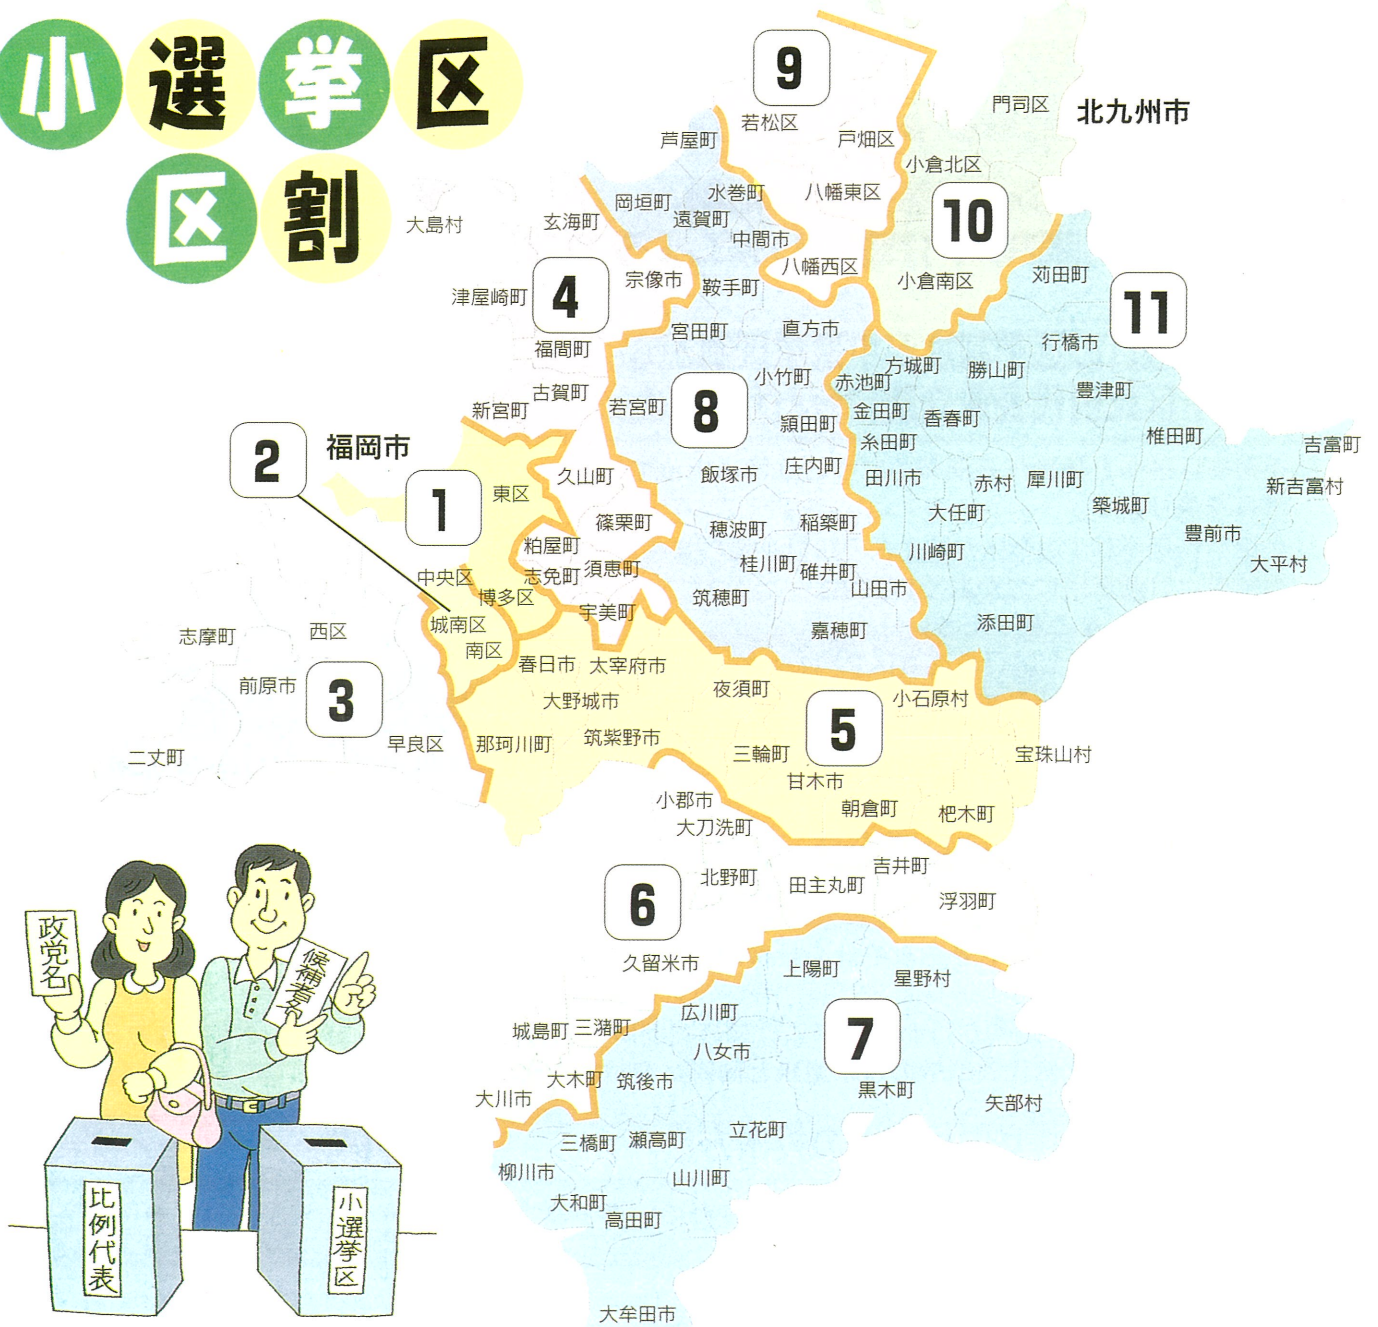 小選挙区
区割
9
若松区
戸畑区
八幡東区
八幡西区
門司区
北九州市
小倉北区
10
小倉南区
芦屋町
岡垣町
水巻町
遠賀町
中間市
鞍手町
宮田町
直方市
小竹町
若宮町
8
頴田町
飯塚市
庄内町
穂波町
稲築町
桂川町
碓井町
山田市
筑穂町
嘉穂町
大島村
玄海町
宗像市
津屋崎町
4
福間町
古賀町
新宮町
久山町
篠栗町
粕屋町
志免町
須恵町
宇美町
苅田町
11
行橋市
方城町
勝山町
赤池町
豊津町
金田町
香春町
糸田町
椎田町
吉富町
田川市
赤村
犀川町
新吉富村
大任町
築城町
豊前市
川崎町
大平村
添田町
2
福岡市
1
東区
中央区
博多区
城南区
南区
志摩町
西区
前原市
3
早良区
二丈町
春日市
太宰府市
大野城市
夜須町
小石原村
5
那珂川町
筑紫野市
三輪町
宝珠山村
甘木市
朝倉町
杷木町
小郡市
大刀洗町
北野町
田主丸町
吉井町
浮羽町
6
久留米市
城島町
三潴町
大木町
大川市
上陽町
星野村
広川町
7
八女市
筑後市
黒木町
矢部村
立花町
三橋町
瀬高町
柳川市
山川町
大和町
高田町
大牟田市
政党名
候補者名
比例代表
小選挙区